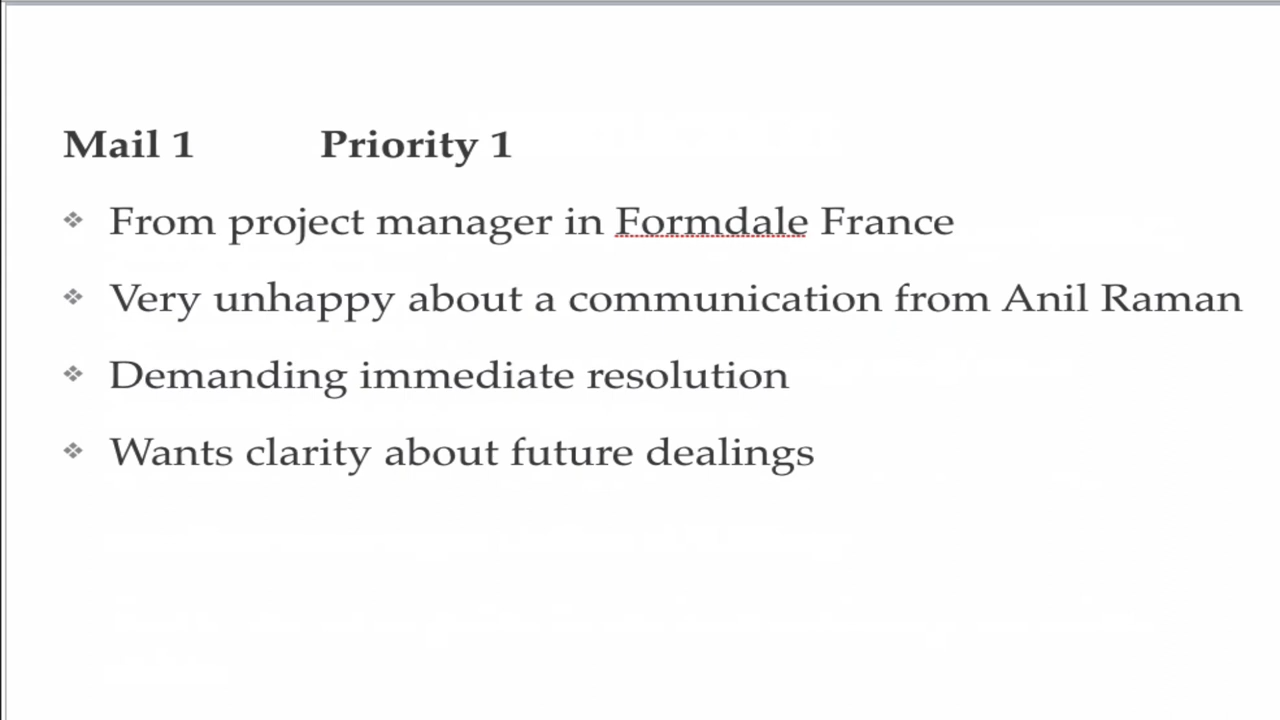 Mail 1 Priority 1
❖ From project manager in Formdale France
❖ Very unhappy about a communication from Anil Raman
❖ Demanding immediate resolution
❖ Wants clarity about future dealings